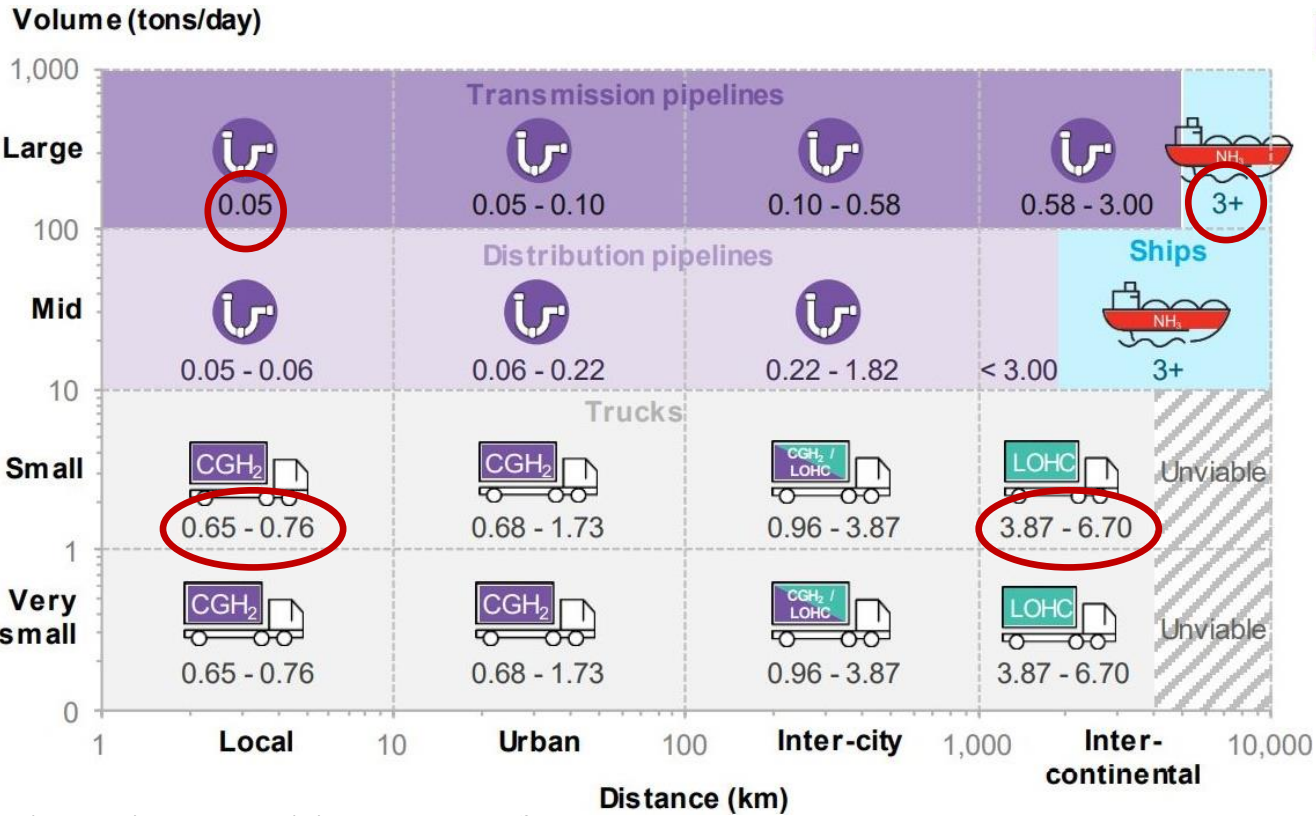 Volume (tons/day)
1,000
Transmission pipelines
Large
NH₃
0.05
0.05 - 0.10
0.10 - 0.58
0.58 - 3.00
3+
100
Distribution pipelines
Ships
Mid
NH₃
0.05 - 0.06
0.06 - 0.22
0.22 - 1.82
< 3.00
3+
10
Trucks
Small
CGH₂
CGH₂
CGH₂ /
LOHC
LOHC
Unviable
0.65 - 0.76
0.68 - 1.73
0.96 - 3.87
3.87 - 6.70
1
Very
small
CGH₂
CGH₂
CGH₂ /
LOHC
LOHC
Unviable
0.65 - 0.76
0.68 - 1.73
0.96 - 3.87
3.87 - 6.70
0
1
Local
10
Urban
100
Inter-city
1,000
Inter-
continental
10,000
Distance (km)